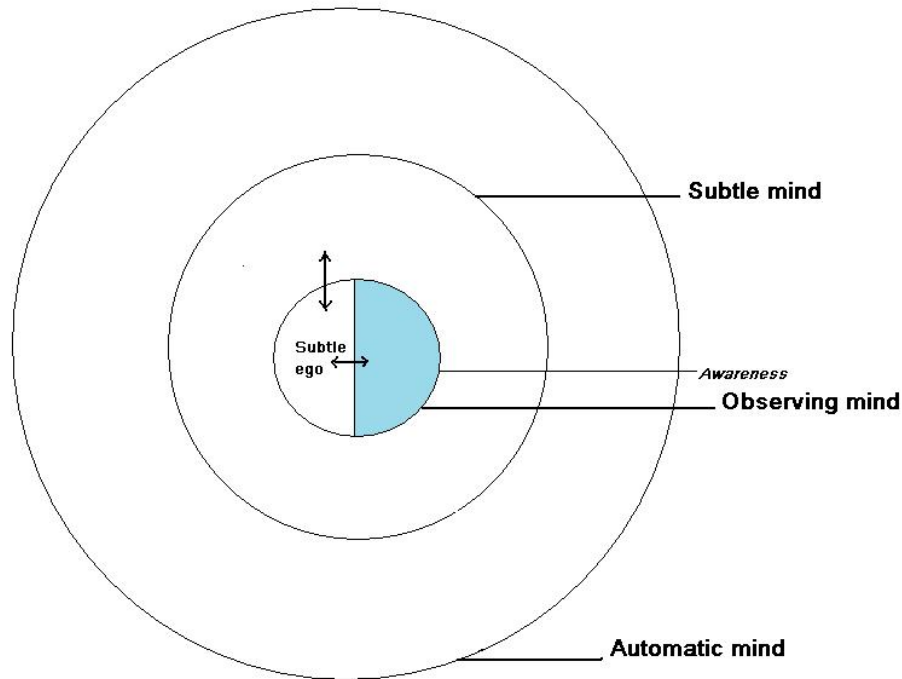 Subtle mind
Subtle
ego
Awareness
Observing mind
Automatic mind